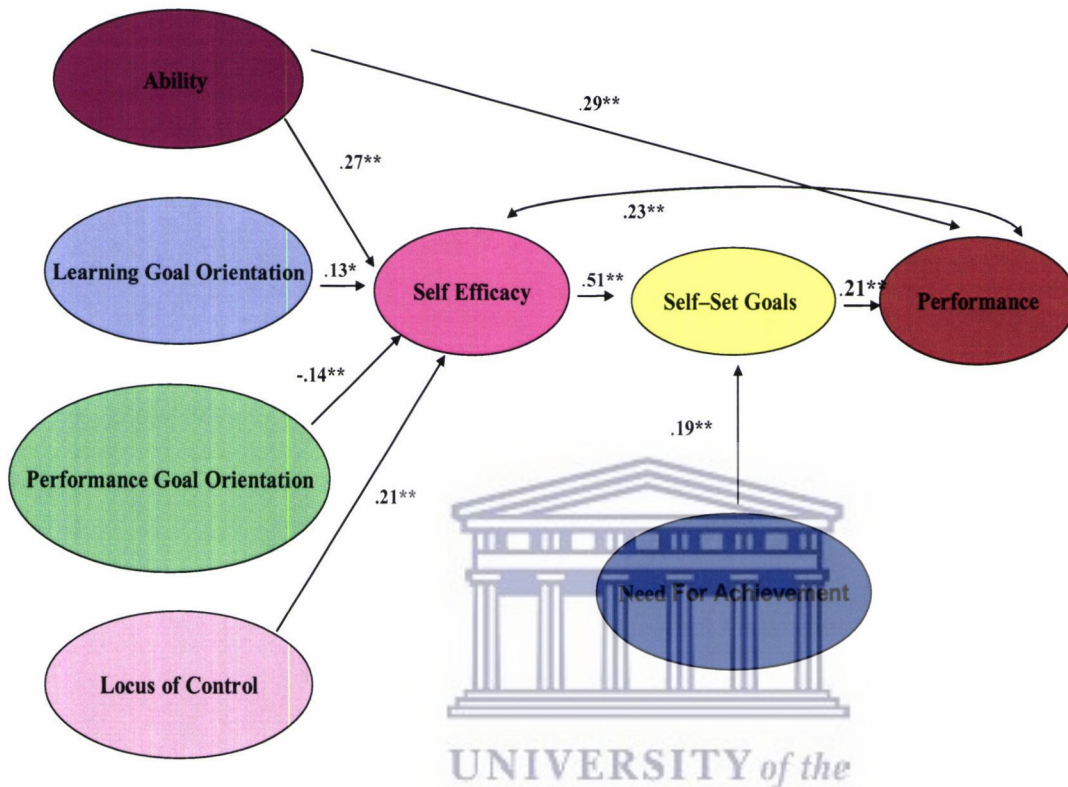 Ability
.29**
.27**
.23**
Learning Goal Orientation
.13*
Self Efficacy
.51**
Self–Set Goals
.21**
Performance
-.14**
Performance Goal Orientation
.19**
.21**
Need For Achievement
Locus of Control
UNIVERSITY of the